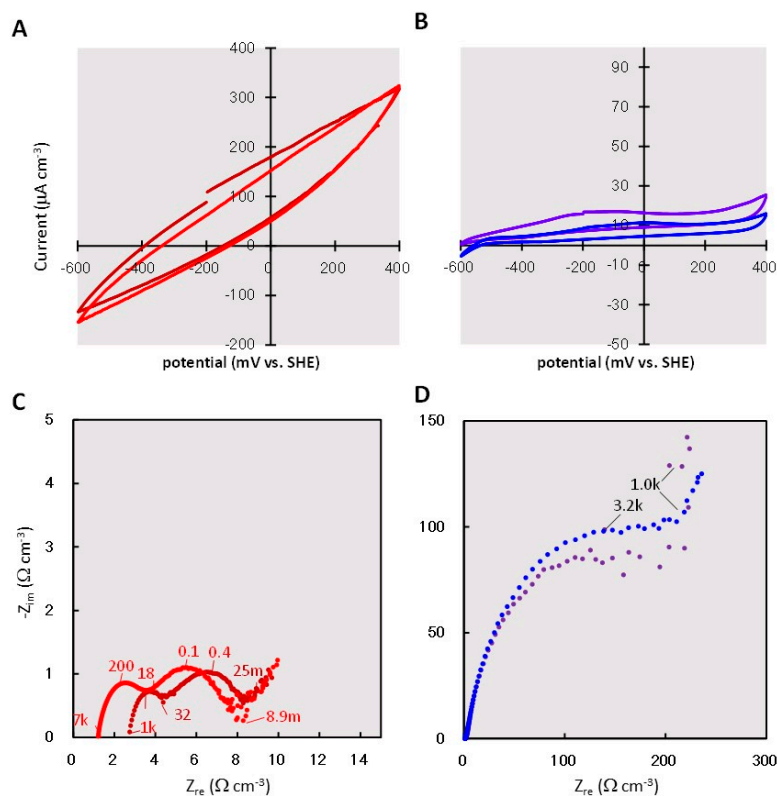 A
B
400
300
200
100
0
-100
-200
-600
-400
-200
0
200
400
Current (µA cm⁻³)
potential (mV vs. SHE)
90
70
50
30
10
-10
-30
-50
-600
-400
-200
0
200
400
potential (mV vs. SHE)
C
D
5
4
3
2
1
0
0 2 4 6 8 10 12 14
-Z_im (Ω cm⁻³)
Z_re (Ω cm⁻³)
200
18
0.1
0.4
25m
7k
1k
32
8.9m
150
100
50
0
0 100 200 300
1.0k
3.2k
Z_re (Ω cm⁻³)